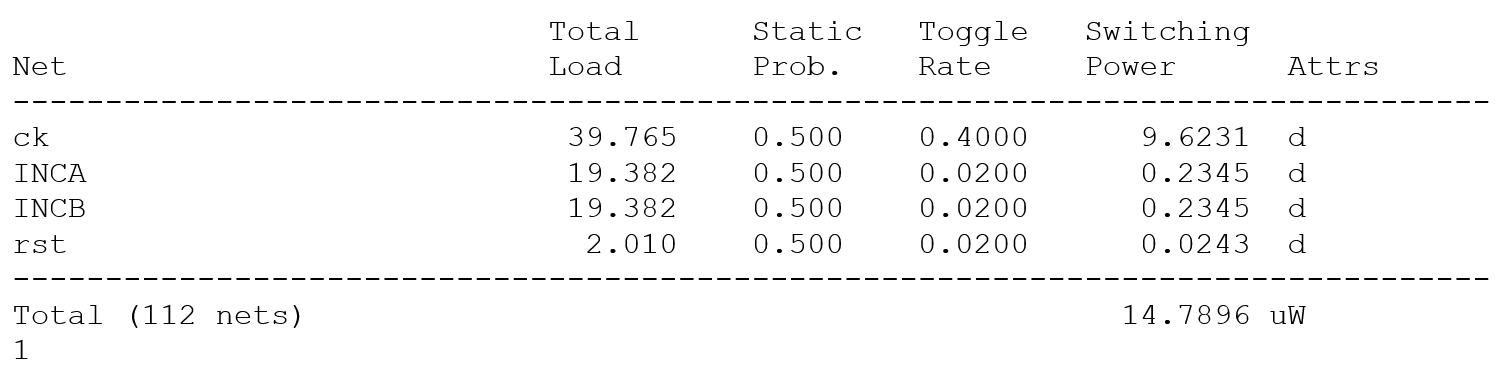 Total     Static   Toggle   Switching
Net                          Load      Prob.    Rate     Power      Attrs
--------------------------------------------------------------------------------
ck                            39.765    0.500    0.4000      9.6231  d
INCA                          19.382    0.500    0.0200      0.2345  d
INCB                          19.382    0.500    0.0200      0.2345  d
rst                            2.010    0.500    0.0200      0.0243  d
--------------------------------------------------------------------------------
Total (112 nets)                                            14.7896 uW
1